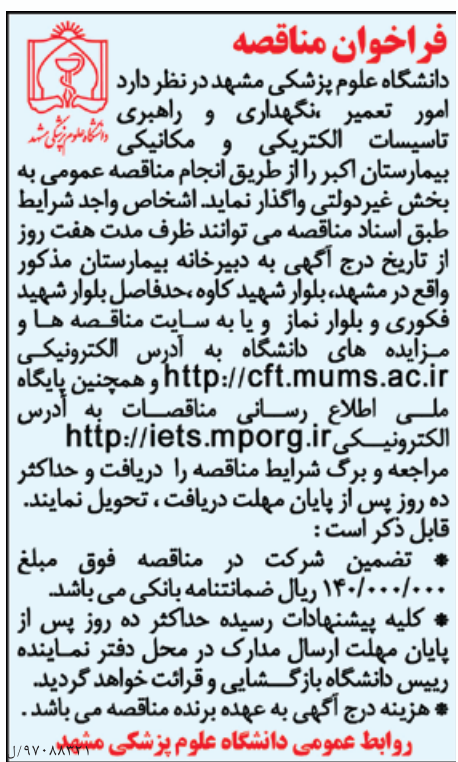 فراخوان مناقصه
دانشگاه علوم پزشکی مشهد
دانشگاه علوم پزشکی مشهد در نظر دارد
امور تعمیر ،نگهداری و راهبری
تاسیسات الکتریکی و مکانیکی
بیمارستان اکبر را از طریق انجام مناقصه عمومی به
بخش غیردولتی واگذار نماید. اشخاص واجد شرایط
طبق اسناد مناقصه می توانند ظرف مدت هفت روز
از تاریخ درج آگهی به دبیرخانه بیمارستان مذکور
واقع در مشهد، بلوار شهید کاوه ،حدفاصل بلوار شهید
فکوری و بلوار نماز و یا به سایت مناقصه ها و
مزایده های دانشگاه به آدرس الکترونیکی
http://cft.mums.ac.ir و همچنین پایگاه
ملی اطلاع رسانی مناقصات به آدرس
الکترونیکی http://iets.mporg.ir
مراجعه و برگ شرایط مناقصه را دریافت و حداکثر
ده روز پس از پایان مهلت دریافت ، تحویل نمایند.
قابل ذکر است :
* تضمین شرکت در مناقصه فوق مبلغ
۱۴۰/۰۰۰/۰۰۰ ریال ضمانتنامه بانکی می باشد.
* کلیه پیشنهادات رسیده حداکثر ده روز پس از
پایان مهلت ارسال مدارک در محل دفتر نماینده
رییس دانشگاه بازگشایی و قرائت خواهد گردید.
* هزینه درج آگهی به عهده برنده مناقصه می باشد .
روابط عمومی دانشگاه علوم پزشکی مشهد
۹۷۰۸۸۳۲۱/ل